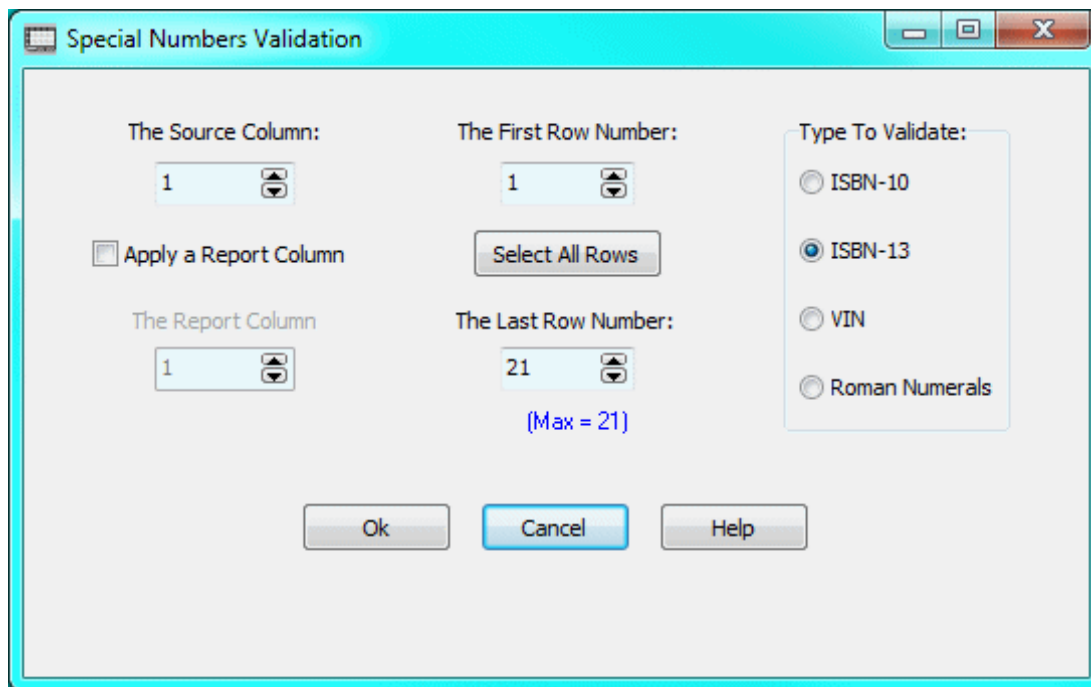 Special Numbers Validation
The Source Column:
1
Apply a Report Column
The Report Column
1
The First Row Number:
1
Select All Rows
The Last Row Number:
21
(Max = 21)
Type To Validate:
ISBN-10
ISBN-13
VIN
Roman Numerals
Ok
Cancel
Help